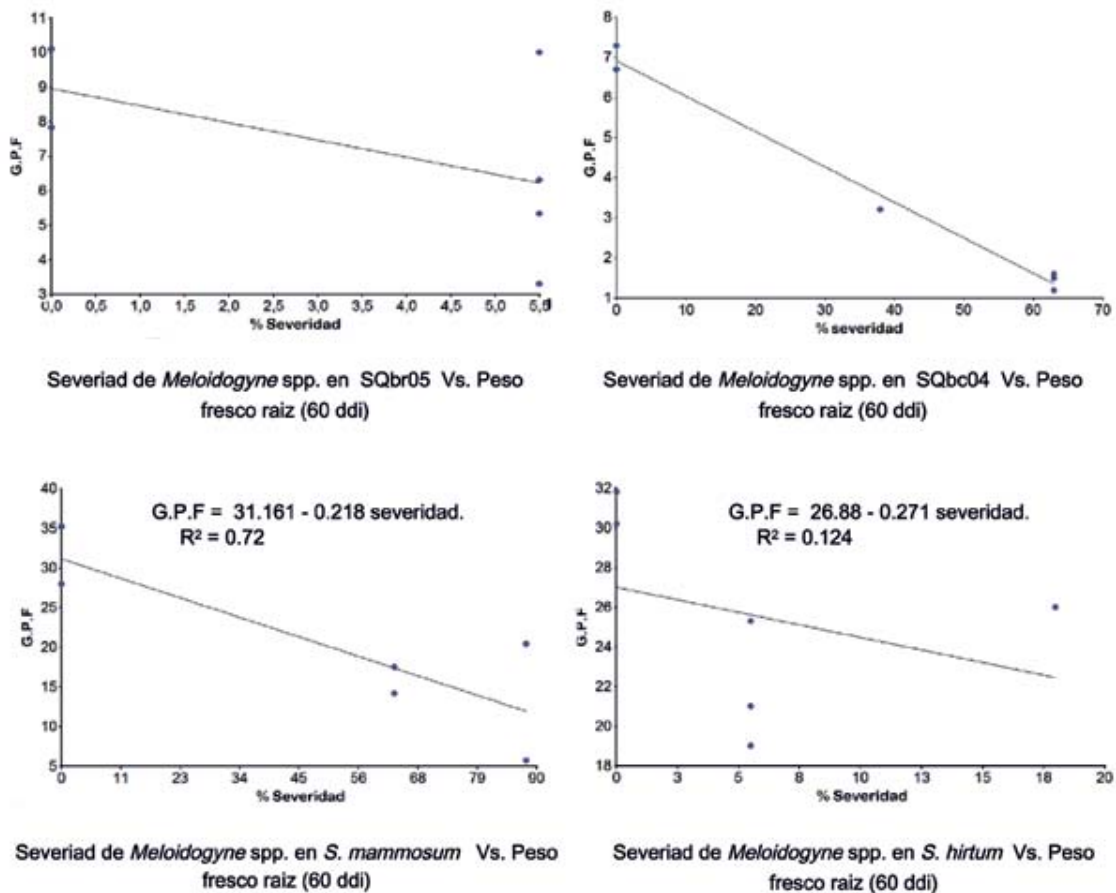 11
10
9
8
7
6
5
4
3
G.P.F
0,0 0,5 1,0 1,5 2,0 2,5 3,0 3,5 4,0 4,5 5,0
% Severidad
Severiad de Meloidogyne spp. en SQbr05 Vs. Peso
fresco raiz (60 ddi)
8
7
6
5
4
3
2
1
G.P.F
0 10 20 30 40 50 60 70
% severidad
Severiad de Meloidogyne spp. en SQbc04 Vs. Peso
fresco raiz (60 ddi)
G.P.F = 31.161 - 0.218 severidad.
R² = 0.72
40
35
30
25
20
15
10
5
G.P.F
0 11 23 34 45 56 68 79 90
% Severidad
Severiad de Meloidogyne spp. en S. mammosum Vs. Peso
fresco raiz (60 ddi)
G.P.F = 26.88 - 0.271 severidad.
R² = 0.124
32
30
28
26
24
22
20
18
G.P.F
0 3 5 8 10 13 15 18 20
% Severidad
Severiad de Meloidogyne spp. en S. hirtum Vs. Peso
fresco raiz (60 ddi)